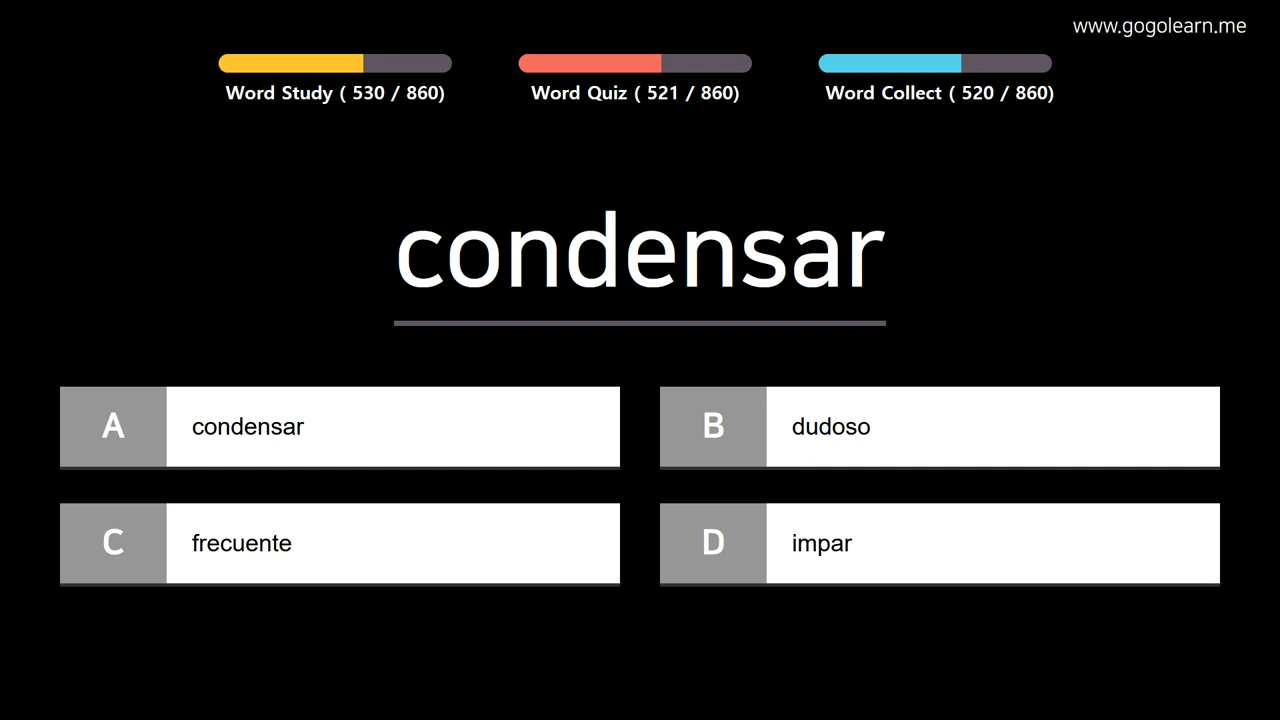 www.gogolearn.me
Word Study ( 530 / 860)
Word Quiz ( 521 / 860)
Word Collect ( 520 / 860)
condensar
A condensar
B dudoso
C frecuente
D impar